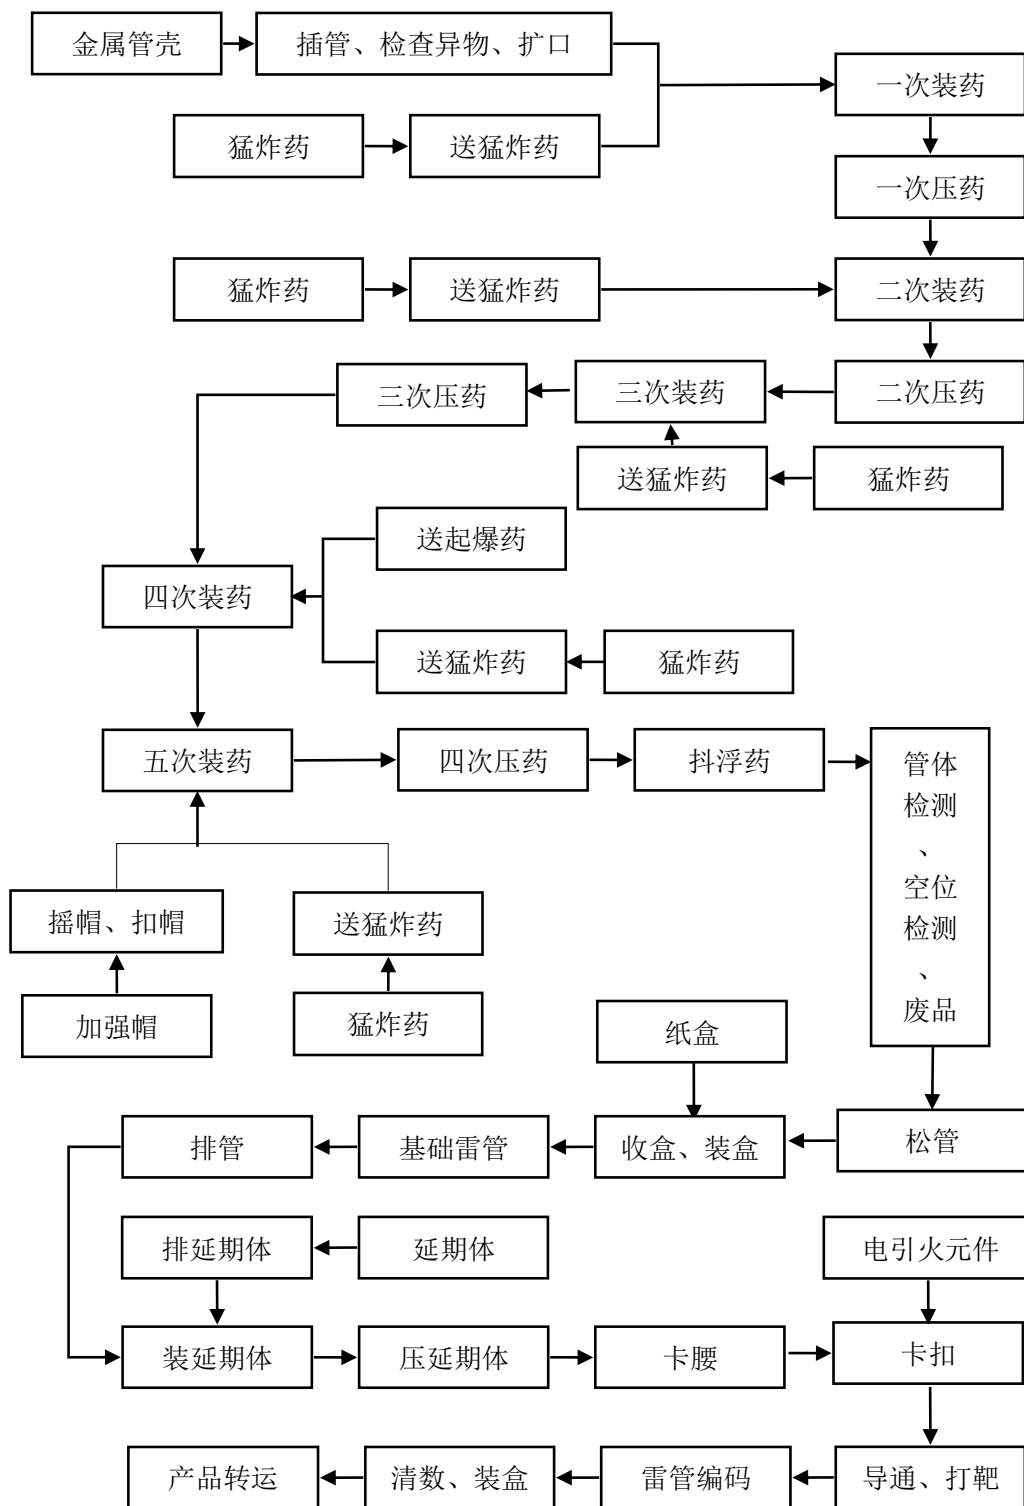 金属管壳
插管、检查异物、扩口
一次装药
猛炸药
送猛炸药
一次压药
猛炸药
送猛炸药
二次装药
三次压药
三次装药
二次压药
送猛炸药
猛炸药
送起爆药
四次装药
送猛炸药
猛炸药
五次装药
四次压药
抖浮药
管体
检测
、
空位
检测
、
废品
摇帽、扣帽
送猛炸药
加强帽
猛炸药
纸盒
排管
基础雷管
收盒、装盒
松管
排延期体
延期体
电引火元件
装延期体
压延期体
卡腰
卡扣
产品转运
清数、装盒
雷管编码
导通、打靶